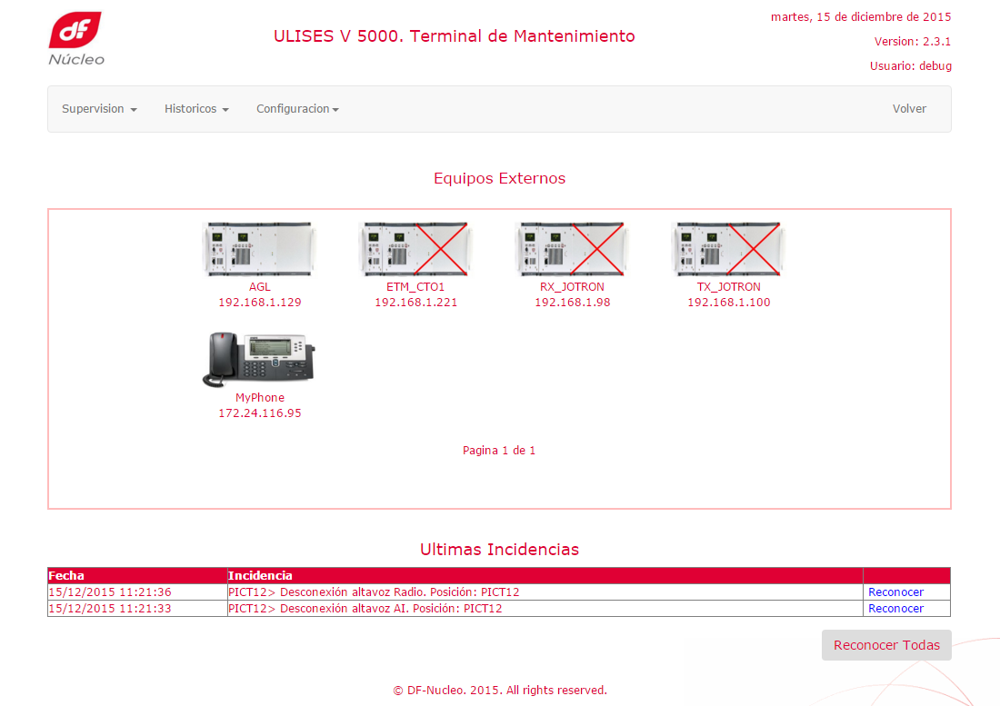 df
Núcleo
ULISES V 5000. Terminal de Mantenimiento
martes, 15 de diciembre de 2015
Version: 2.3.1
Usuario: debug
Supervision Historicos Configuracion Volver
Equipos Externos
AGL ETM_CTO1 RX_JOTRON TX_JOTRON
192.168.1.129 192.168.1.221 192.168.1.98 192.168.1.100
MyPhone
172.24.116.95
Pagina 1 de 1
Ultimas Incidencias
Fecha Incidencia
15/12/2015 11:21:36 PICT12> Desconexión altavoz Radio. Posición: PICT12 Reconocer
15/12/2015 11:21:33 PICT12> Desconexión altavoz AI. Posición: PICT12 Reconocer
Reconocer Todas
© DF-Nucleo. 2015. All rights reserved.